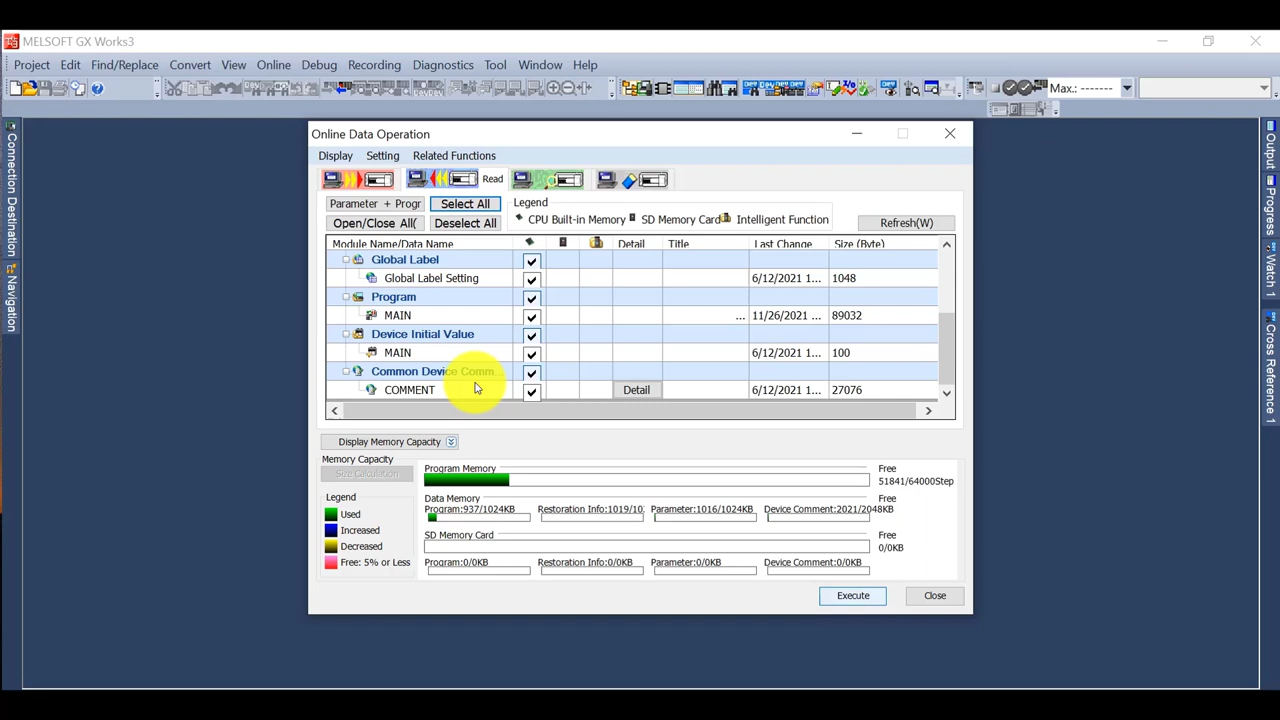 MELSOFT GX Works3
Project Edit Find/Replace Convert View Online Debug Recording Diagnostics Tool Window Help
Max.: -------
Connection Destination
Navigation
Output
Progress
Watch 1
Cross Reference 1
Online Data Operation
Display Setting Related Functions
Read
Parameter + Progr Select All Legend
CPU Built-in Memory SD Memory Card Intelligent Function
Open/Close All( Deselect All Refresh(W)
Module Name/Data Name Detail Title Last Change Size (Byte)
Global Label
Global Label Setting 6/12/2021 1... 1048
Program
MAIN ... 11/26/2021... 89032
Device Initial Value
MAIN 6/12/2021 1... 100
Common Device Comm...
COMMENT Detail 6/12/2021 1... 27076
Display Memory Capacity
Memory Capacity
Size Calculation
Legend
Used
Increased
Decreased
Free: 5% or Less
Program Memory Free
51841/64000Step
Data Memory Free
Program:937/1024KB Restoration Info:1019/10 Parameter:1016/1024KB Device Comment:2021/2048KB
SD Memory Card Free
0/0KB
Program:0/0KB Restoration Info:0/0KB Parameter:0/0KB Device Comment:0/0KB
Execute Close